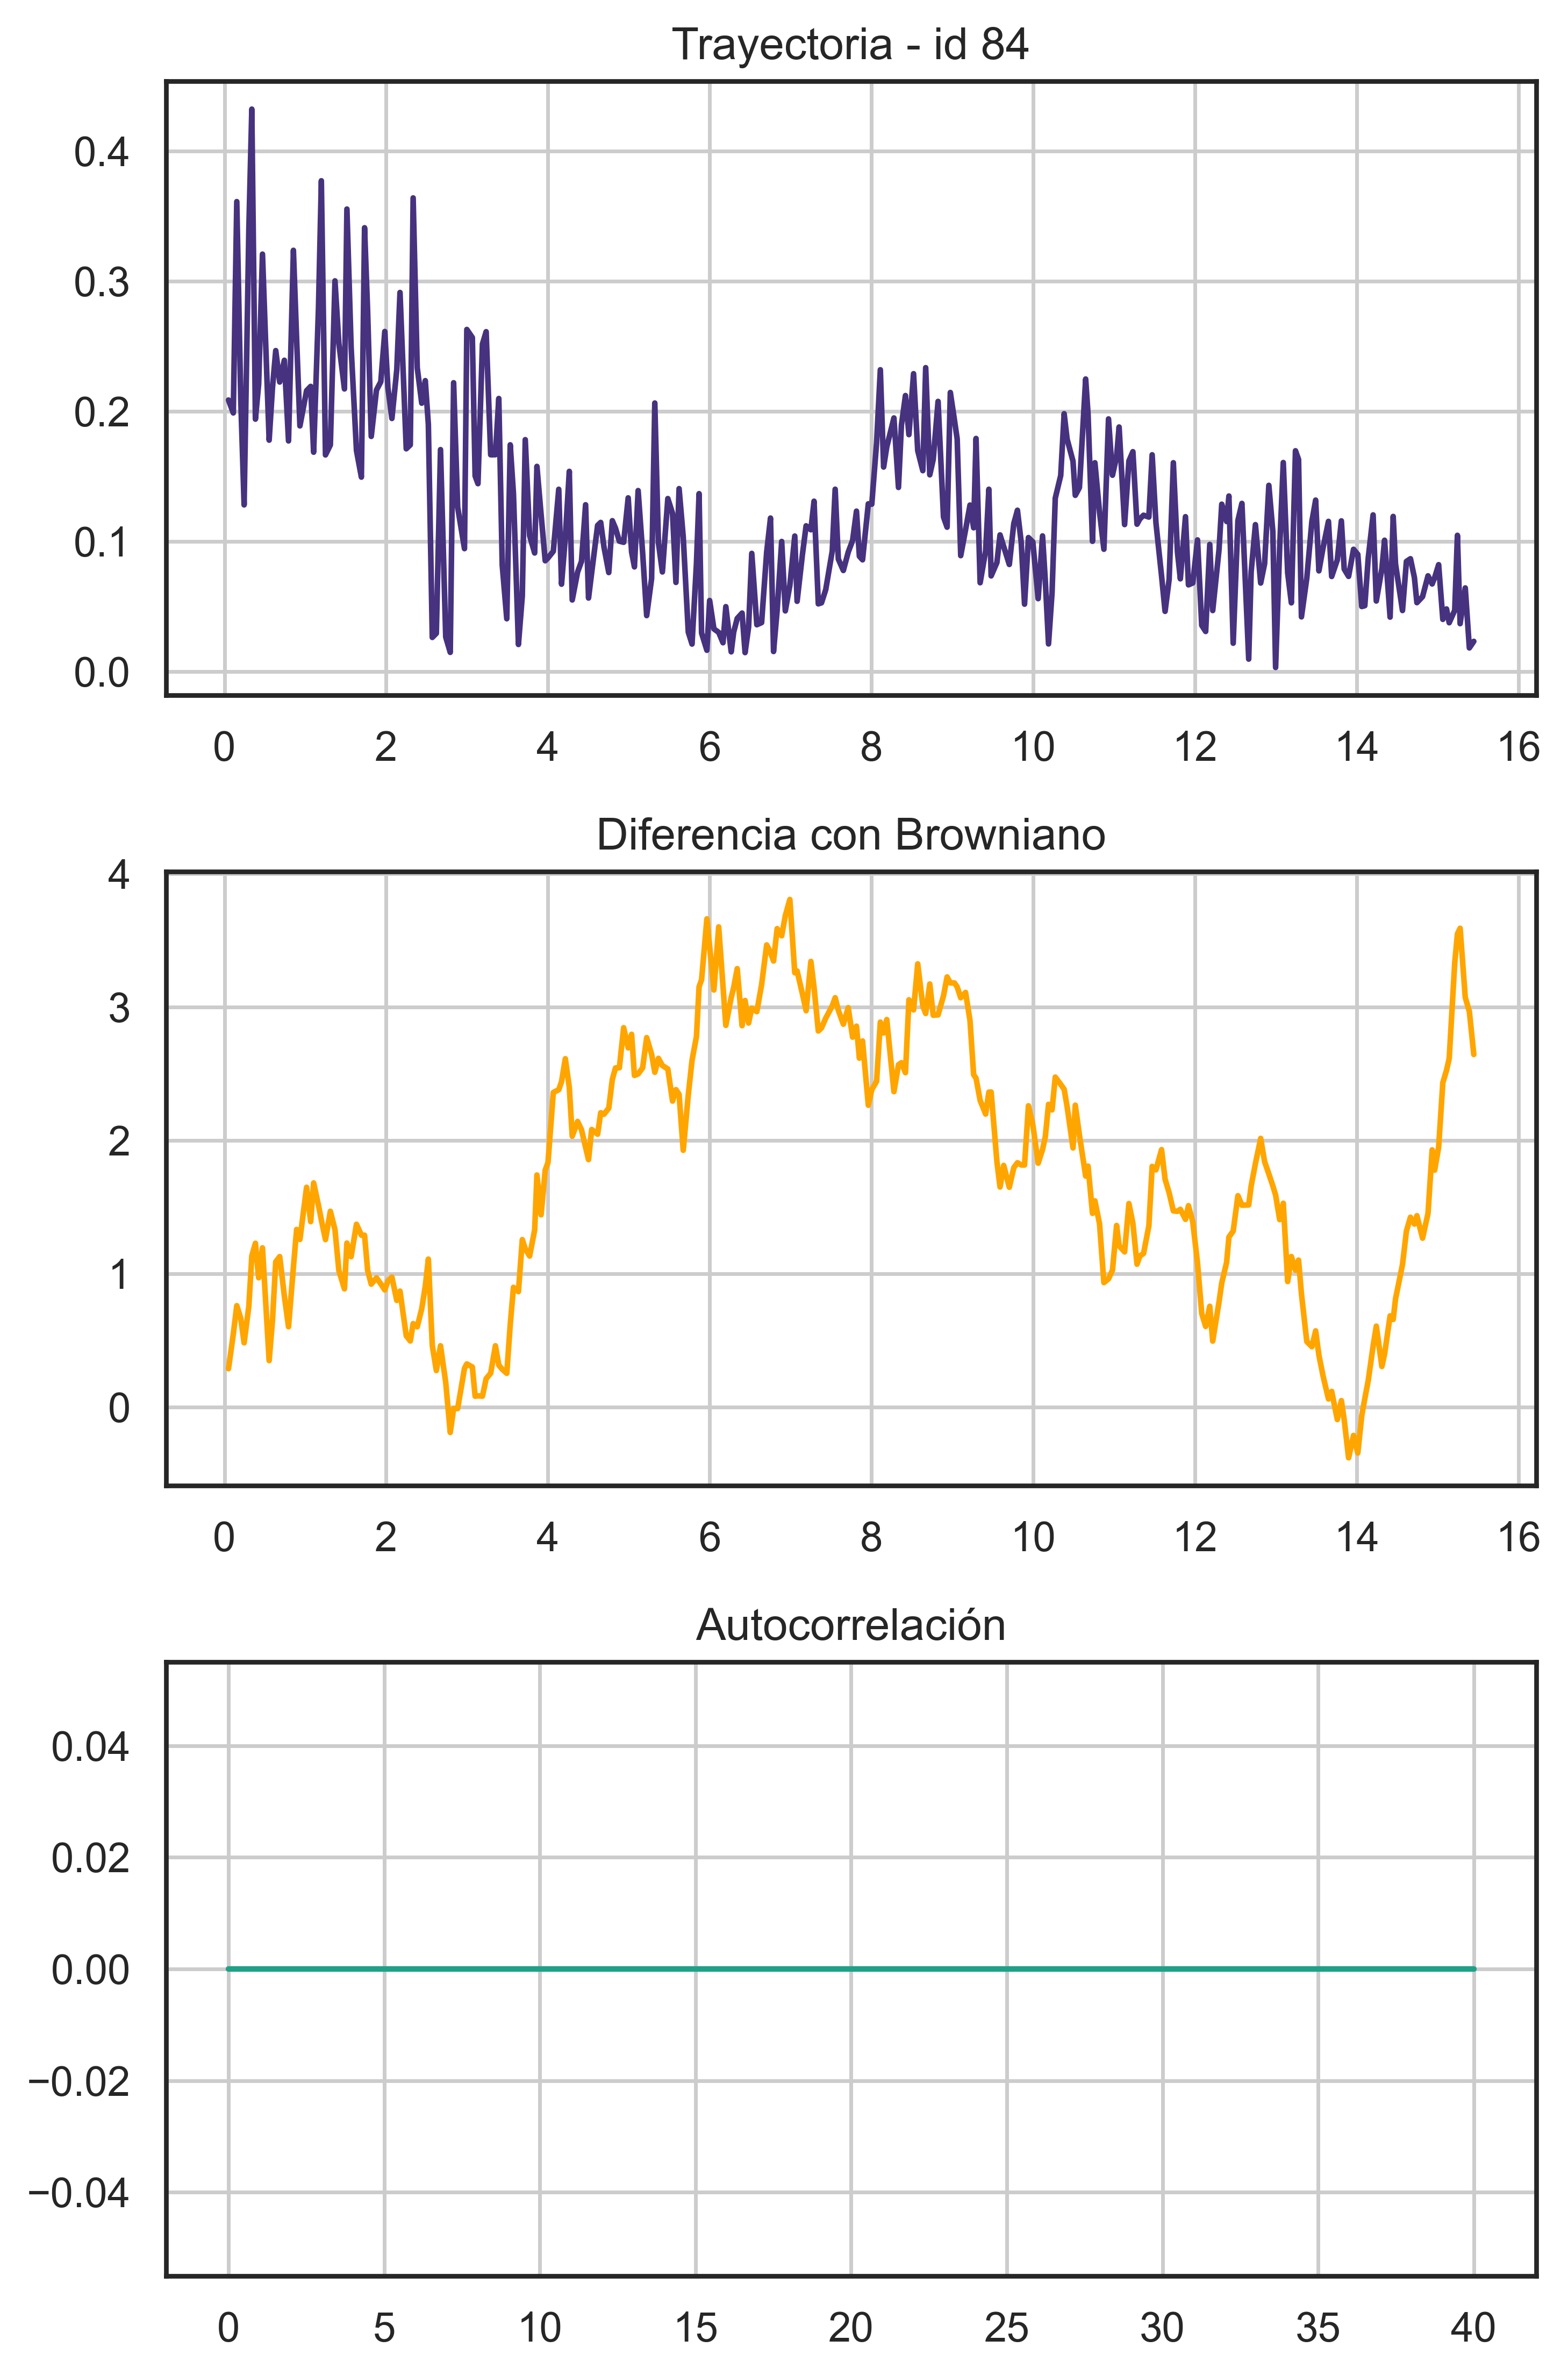 Trayectoria - id 84
0.4
0.3
0.2
0.1
0.0
0 2 4 6 8 10 12 14 16
Diferencia con Browniano
4
3
2
1
0
0 2 4 6 8 10 12 14 16
Autocorrelación
0.04
0.02
0.00
−0.02
−0.04
0 5 10 15 20 25 30 35 40